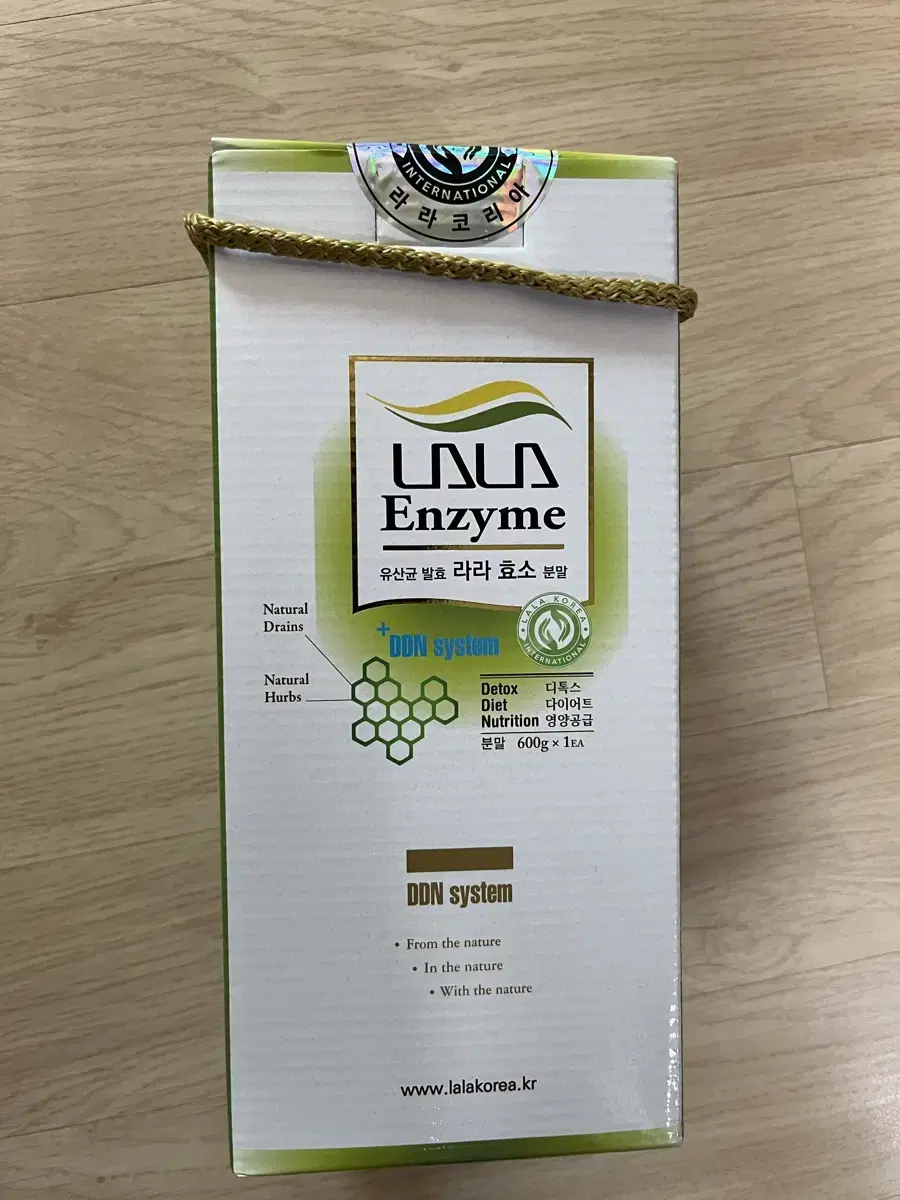 INTERNATIONAL
라라코리아
LALA
Enzyme
유산균 발효 라라 효소 분말
Natural
Drains
+DDN system
LALA KOREA
INTERNATIONAL
Natural
Hurbs
Detox 디톡스
Diet 다이어트
Nutrition 영양공급
분말 600g × 1EA
DDN system
• From the nature
• In the nature
• With the nature
www.lalakorea.kr